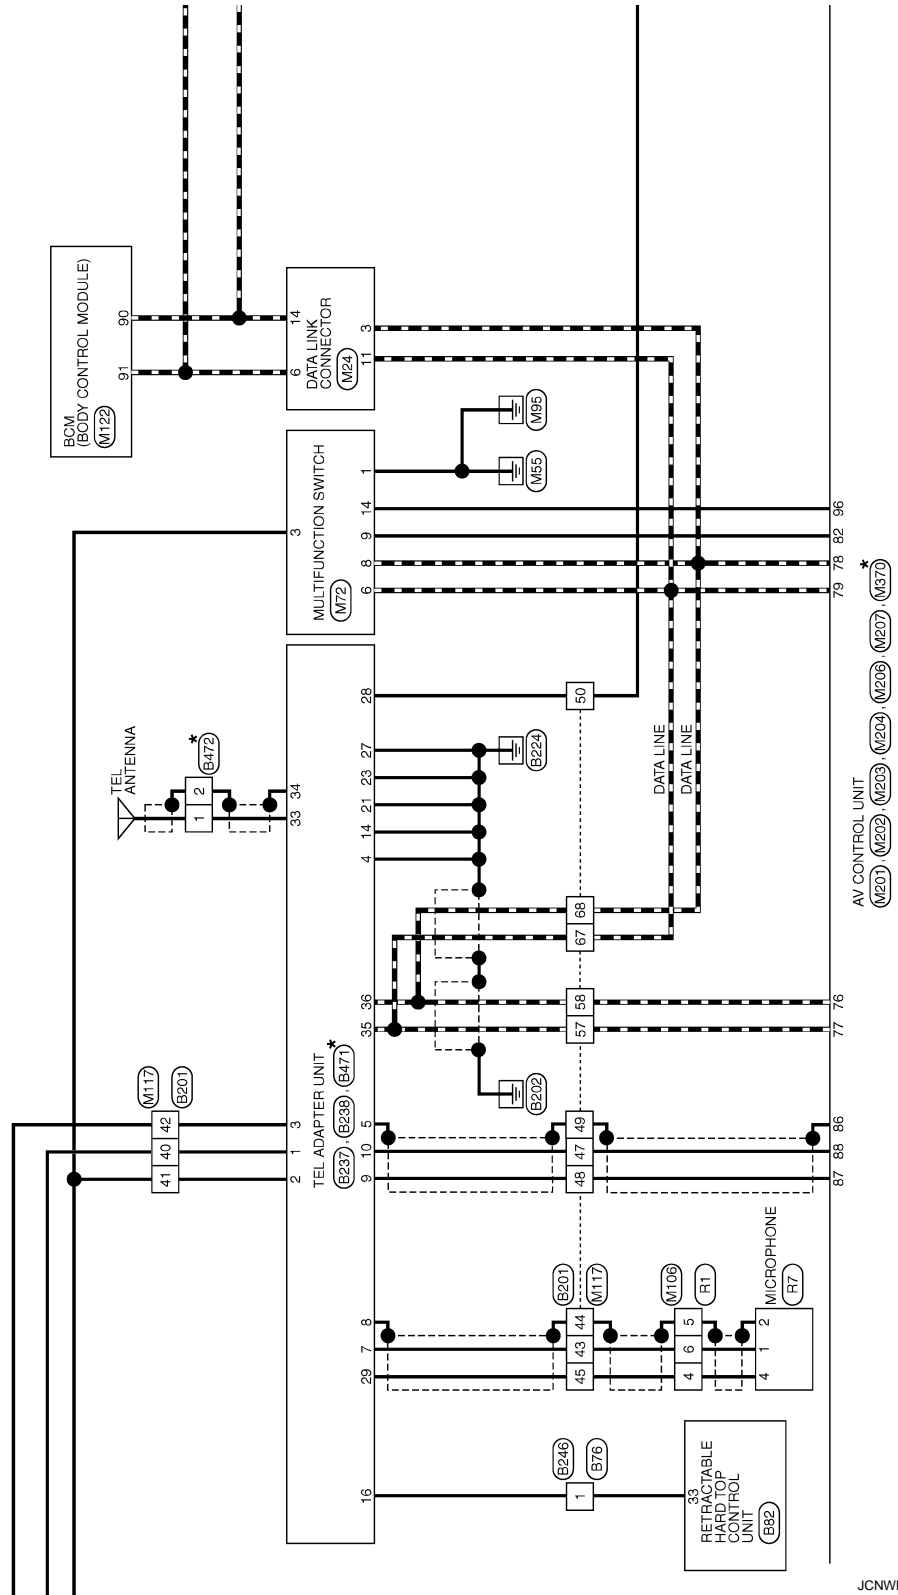 BCM
(BODY CONTROL MODULE)
M122
91
90
6
14
DATA LINK
CONNECTOR
M24
11
3
3
MULTIFUNCTION SWITCH
M72
6
8
9
14
1
M55
M95
79
78
82
96
TEL
ANTENNA
1
2
*
B472
33
34
4
14
21
23
27
28
B224
50
DATA LINE
DATA LINE
67
68
35
36
57
58
77
76
B202
M117
B201
41
40
42
2
1
3
TEL ADAPTER UNIT
B237 , B238 , B471
*
9
10
5
48
47
49
87
88
86
AV CONTROL UNIT
M201 , M202 , M203 , M204 , M206 , M207 , M370
*
29
7
8
B201
M117
45
43
44
M106
R1
4
6
5
MICROPHONE
R7
4
1
2
16
B246
B76
1
33
RETRACTABLE
HARD TOP
CONTROL
UNIT
B82